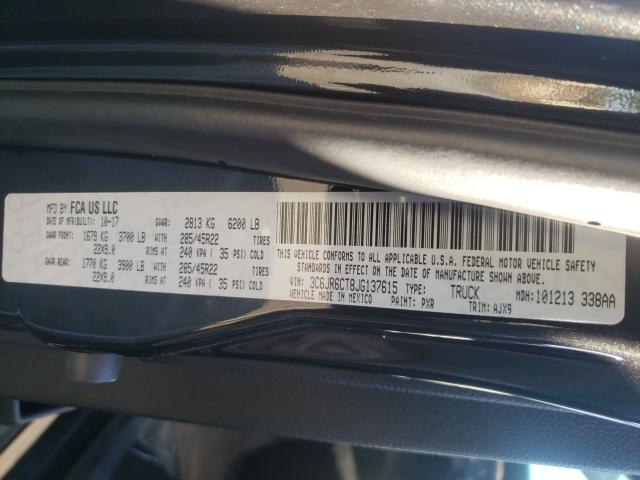 MFD BY FCA US LLC
DATE OF MFR(BUILT): 10-17 GVWR: 2813 KG 6200 LB
GAWR FRONT: 1679 KG 3700 LB WITH 285/45R22 TIRES
22X9.0 RIMS AT 240 KPA ( 35 PSI) COLD
GAWR REAR: 1770 KG 3900 LB WITH 285/45R22 TIRES
22X9.0 RIMS AT 240 KPA ( 35 PSI) COLD
THIS VEHICLE CONFORMS TO ALL APPLICABLE U.S.A. FEDERAL MOTOR VEHICLE SAFETY
STANDARDS IN EFFECT ON THE DATE OF MANUFACTURE SHOWN ABOVE.
VIN: 3C6JR6CT8JG137615 TYPE: TRUCK MDH: 101213 338AA
VEHICLE MADE IN MEXICO PAINT: PXR TRIM: AJX9